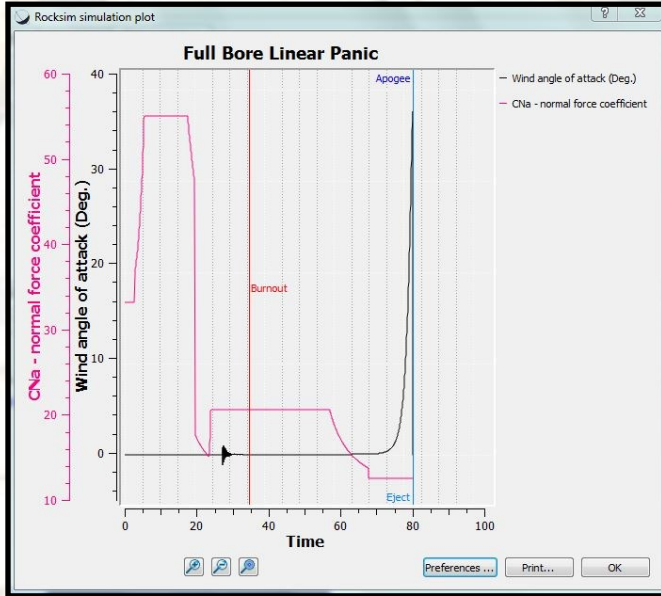 Rocksim simulation plot
Full Bore Linear Panic
60
50
40
30
20
10
CNa - normal force coefficient
40
30
20
10
0
Wind angle of attack (Deg.)
Apogee
Burnout
Eject
Wind angle of attack (Deg.)
CNa - normal force coefficient
0 20 40 60 80 100
Time
Preferences ... Print... OK